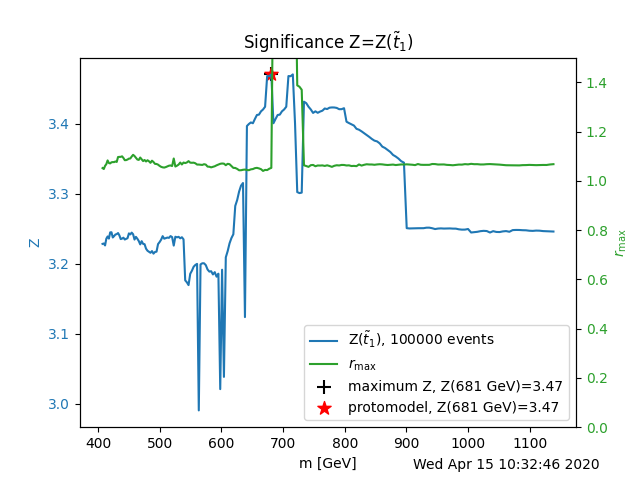 Significance Z=Z(t̃₁)
3.4
3.3
3.2
3.1
3.0
Z
1.4
1.2
1.0
0.8
0.6
0.4
0.2
0.0
r_max
Z(t̃₁), 100000 events
r_max
maximum Z, Z(681 GeV)=3.47
protomodel, Z(681 GeV)=3.47
400 500 600 700 800 900 1000 1100
m [GeV]
Wed Apr 15 10:32:46 2020